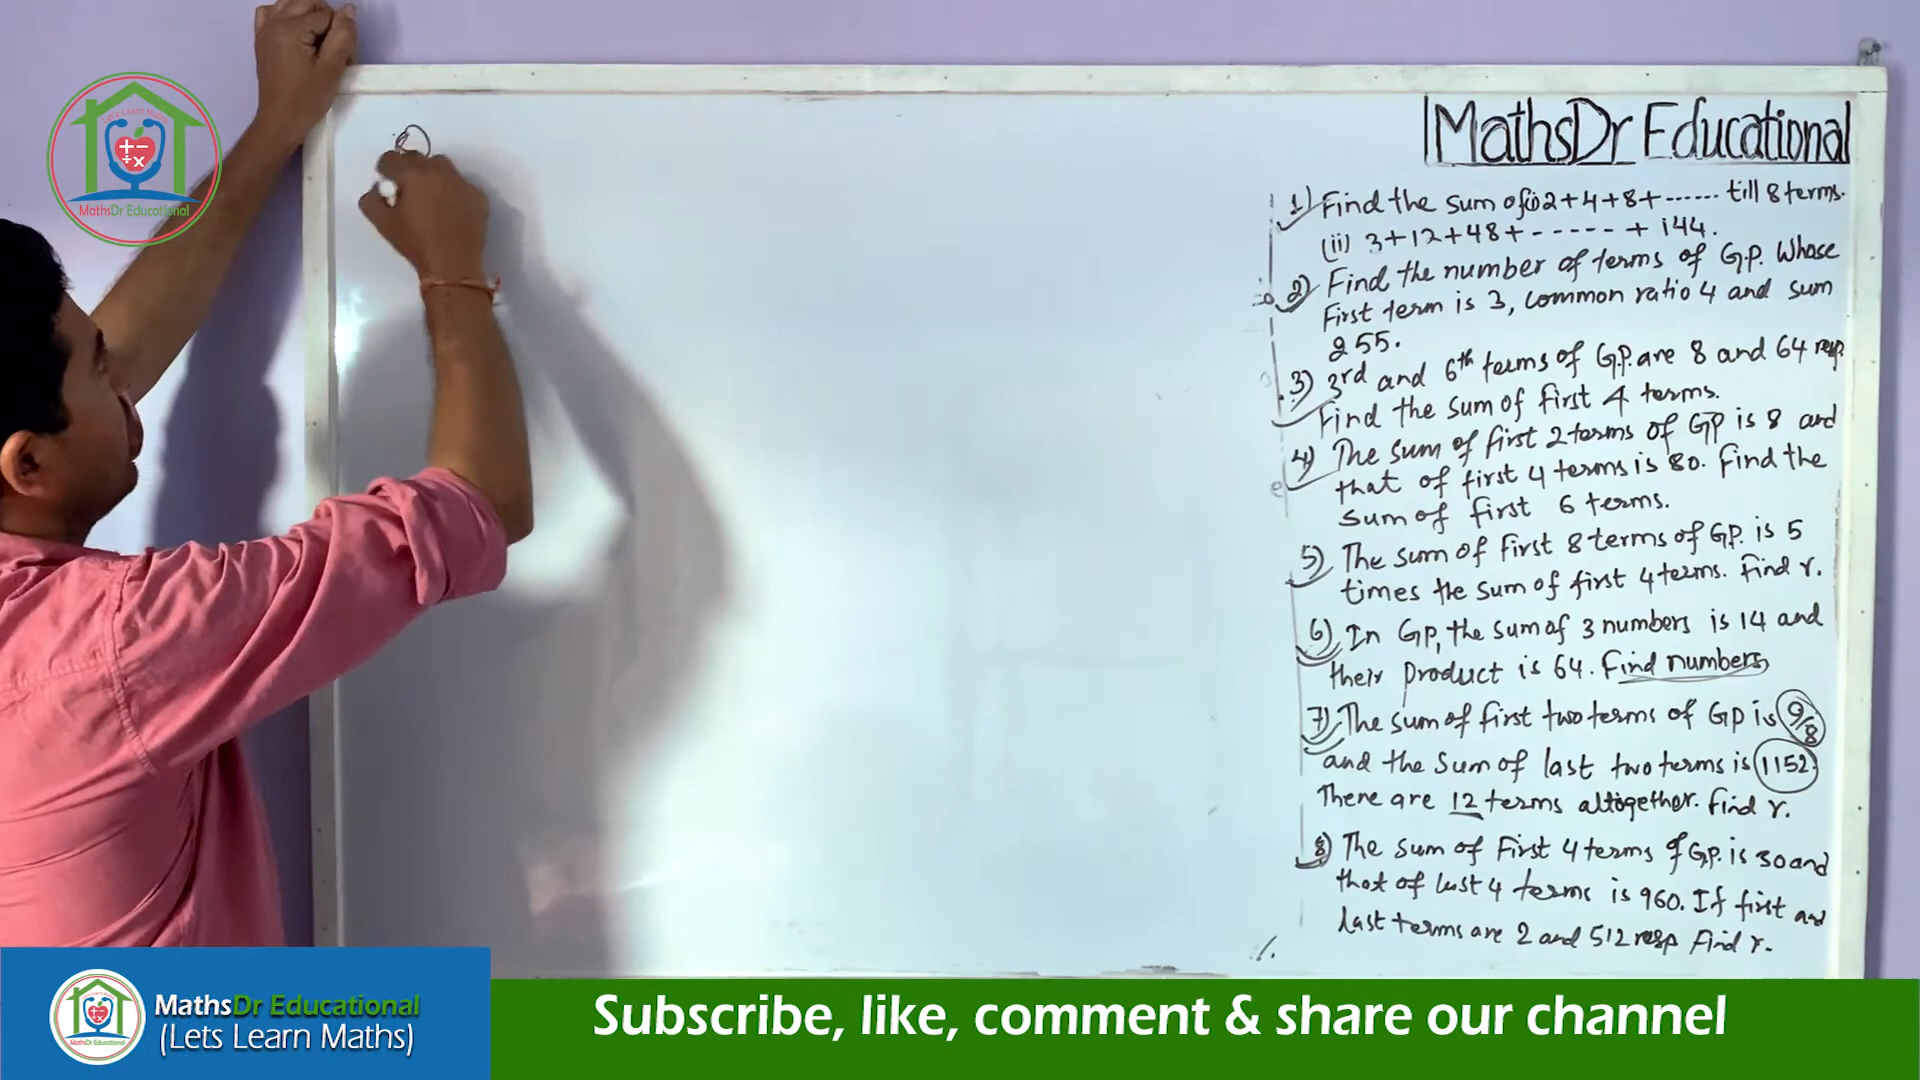 Let's Learn Maths
MathsDr Educational
MathsDr Educational
1) Find the sum of (i) 2+4+8+------ till 8 terms.
(ii) 3+12+48+ - - - - - + 144.
2) Find the number of terms of G.P. whose
First term is 3, common ratio 4 and sum
255.
3) 3rd and 6th terms of G.P. are 8 and 64 resp.
Find the sum of first 4 terms.
4) The sum of first 2 terms of GP is 8 and
that of first 4 terms is 80. Find the
sum of first 6 terms.
5) The sum of first 8 terms of GP. is 5
times the sum of first 4 terms. Find r.
6) In GP, the sum of 3 numbers is 14 and
their product is 64. Find numbers
7) The sum of first two terms of GP is 9/8
and the sum of last two terms is 1152.
There are 12 terms altogether. Find r.
8) The sum of First 4 terms of G.P. is 30 and
that of last 4 terms is 960. If first and
last terms are 2 and 512 resp Find r.
MathsDr Educational
MathsDr Educational
(Lets Learn Maths)
Subscribe, like, comment & share our channel